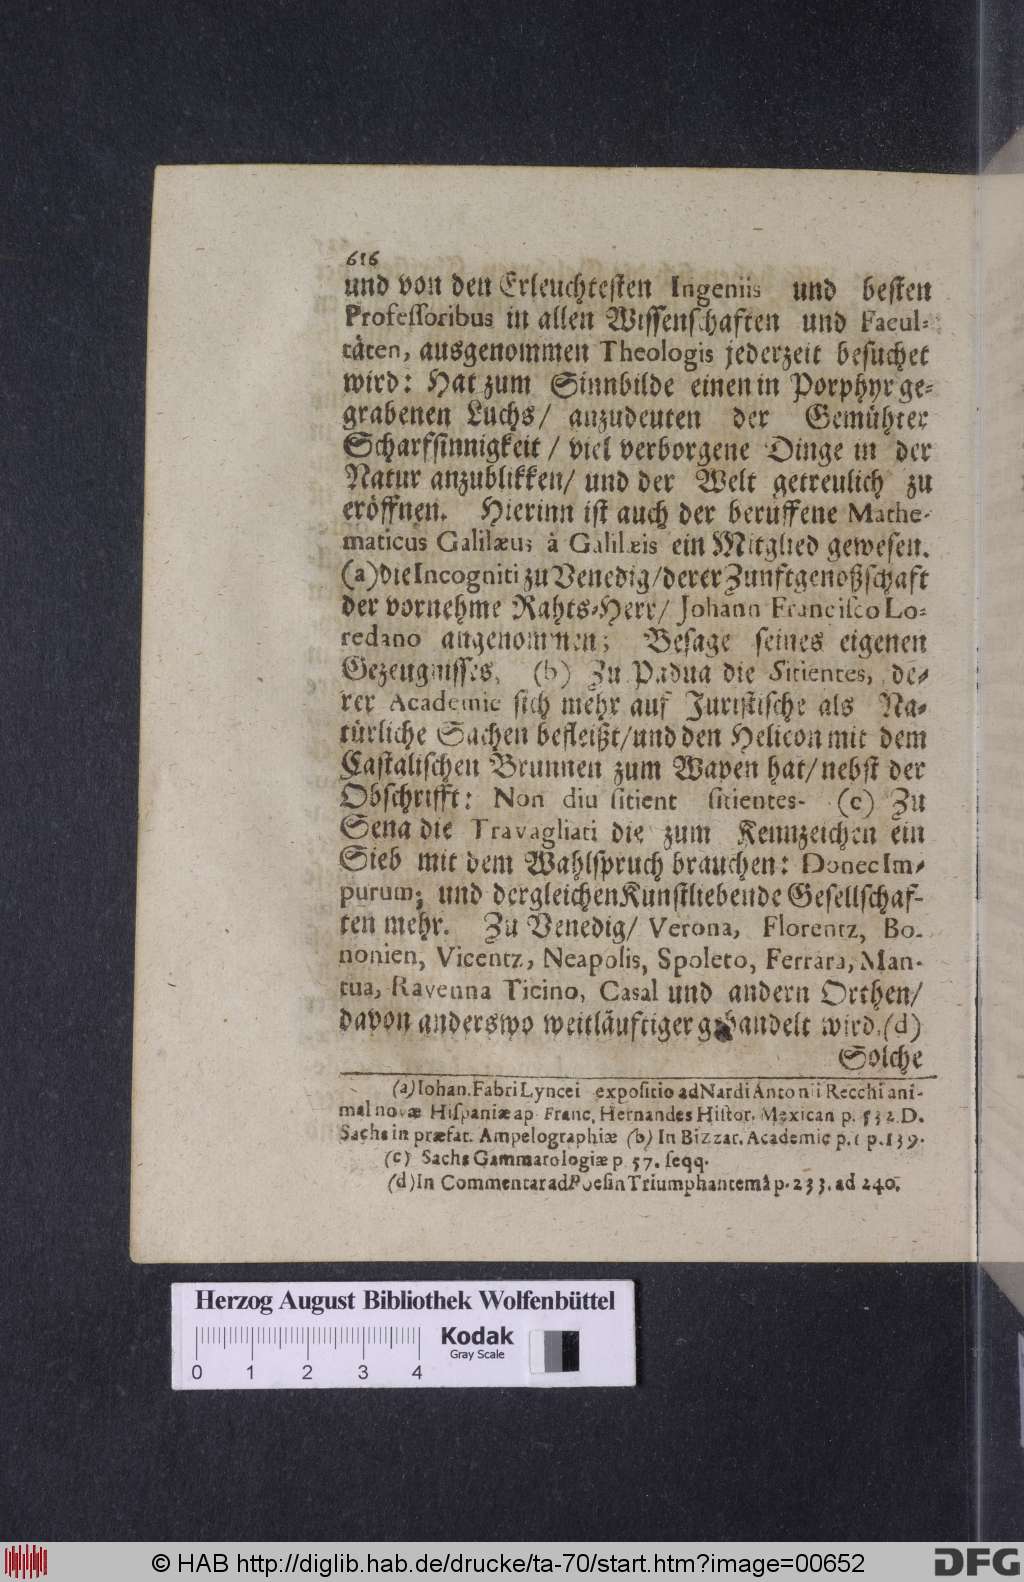 616
und von den Erleuchtesten Ingeniis und besten
Professoribus in allen Wissenschaften und Facul-
täten, ausgenommen Theologis jederzeit besuchet
wird: Hat zum Sinnbilde einen in Porphyr ge-
grabenen Luchs/ anzudeuten der Gemühter
Scharfsinnigkeit / viel verborgene Dinge in der
Natur anzublikken/ und der Welt getreulich zu
eröffnen. Hierinn ist auch der beruffene Mathe-
maticus Galilæus à Galilæis ein Mitglied gewesen.
(a) die Incogniti zu Venedig/derer Zunftgenoßschaft
der vornehme Rahts-Herr/ Johann Francisco Lo-
redano angenommen; Besage seines eigenen
Gezeugnisses. (b) Zu Padua die Sitientes, de-
rer Academie sich mehr auf Juristische als Na-
türliche Sachen befleißt/und den Helicon mit dem
Castalischen Brunnen zum Wapen hat/ nebst der
Obschrifft: Non diu sitient sitientes. (c) Zu
Sena die Travagliati die zum Kennzeichen ein
Sieb mit dem Wahlspruch brauchen: Donec Im-
purum; und dergleichen Kunstliebende Gesellschaf-
ten mehr. Zu Venedig/ Verona, Florentz, Bo-
nonien, Vicentz, Neapolis, Spoleto, Ferrara, Man-
tua, Ravenna Ticino, Casal und andern Orthen/
davon anderswo weitläuftiger gehandelt wird. (d)
Solche
(a) Iohan. Fabri Lyncei expositio ad Nardi Antonii Recchi ani-
mal novæ Hispaniæ ap Franc, Hernandes Histor. Mexican p. 532. D.
Sachs in præfat. Ampelographiæ (b) In Bizzar. Academic p. 1 p. 139.
(c) Sachs Gammarologiæ p 57. seqq.
(d) In Commentar ad Poesin Triumphantem à p. 233. ad 240.
Herzog August Bibliothek Wolfenbüttel
Kodak
Gray Scale
0 1 2 3 4
© HAB http://diglib.hab.de/drucke/ta-70/start.htm?image=00652
DFG